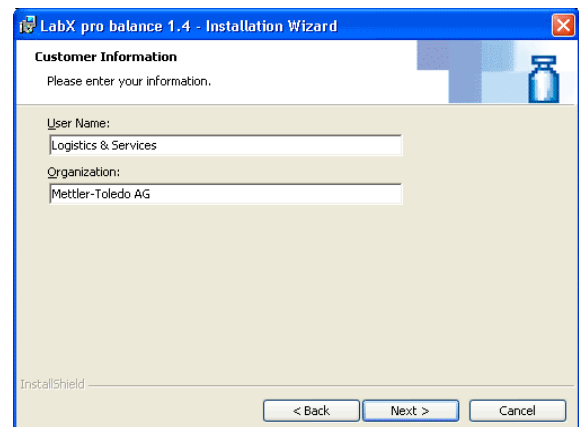 LabX pro balance 1.4 - Installation Wizard
Customer Information
Please enter your information.
User Name:
Logistics & Services
Organization:
Mettler-Toledo AG
InstallShield
< Back Next > Cancel